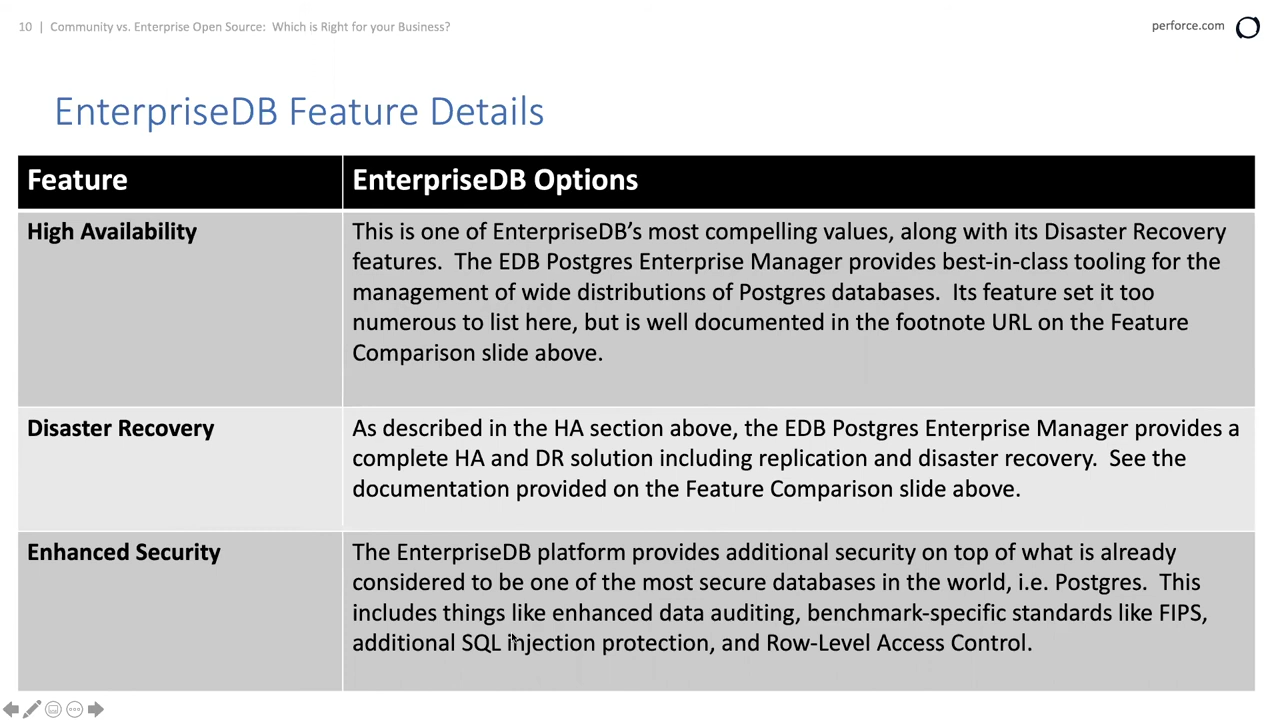 10 | Community vs. Enterprise Open Source: Which is Right for your Business?
perforce.com
EnterpriseDB Feature Details
Feature
EnterpriseDB Options
High Availability
This is one of EnterpriseDB’s most compelling values, along with its Disaster Recovery
features. The EDB Postgres Enterprise Manager provides best-in-class tooling for the
management of wide distributions of Postgres databases. Its feature set it too
numerous to list here, but is well documented in the footnote URL on the Feature
Comparison slide above.
Disaster Recovery
As described in the HA section above, the EDB Postgres Enterprise Manager provides a
complete HA and DR solution including replication and disaster recovery. See the
documentation provided on the Feature Comparison slide above.
Enhanced Security
The EnterpriseDB platform provides additional security on top of what is already
considered to be one of the most secure databases in the world, i.e. Postgres. This
includes things like enhanced data auditing, benchmark-specific standards like FIPS,
additional SQL injection protection, and Row-Level Access Control.